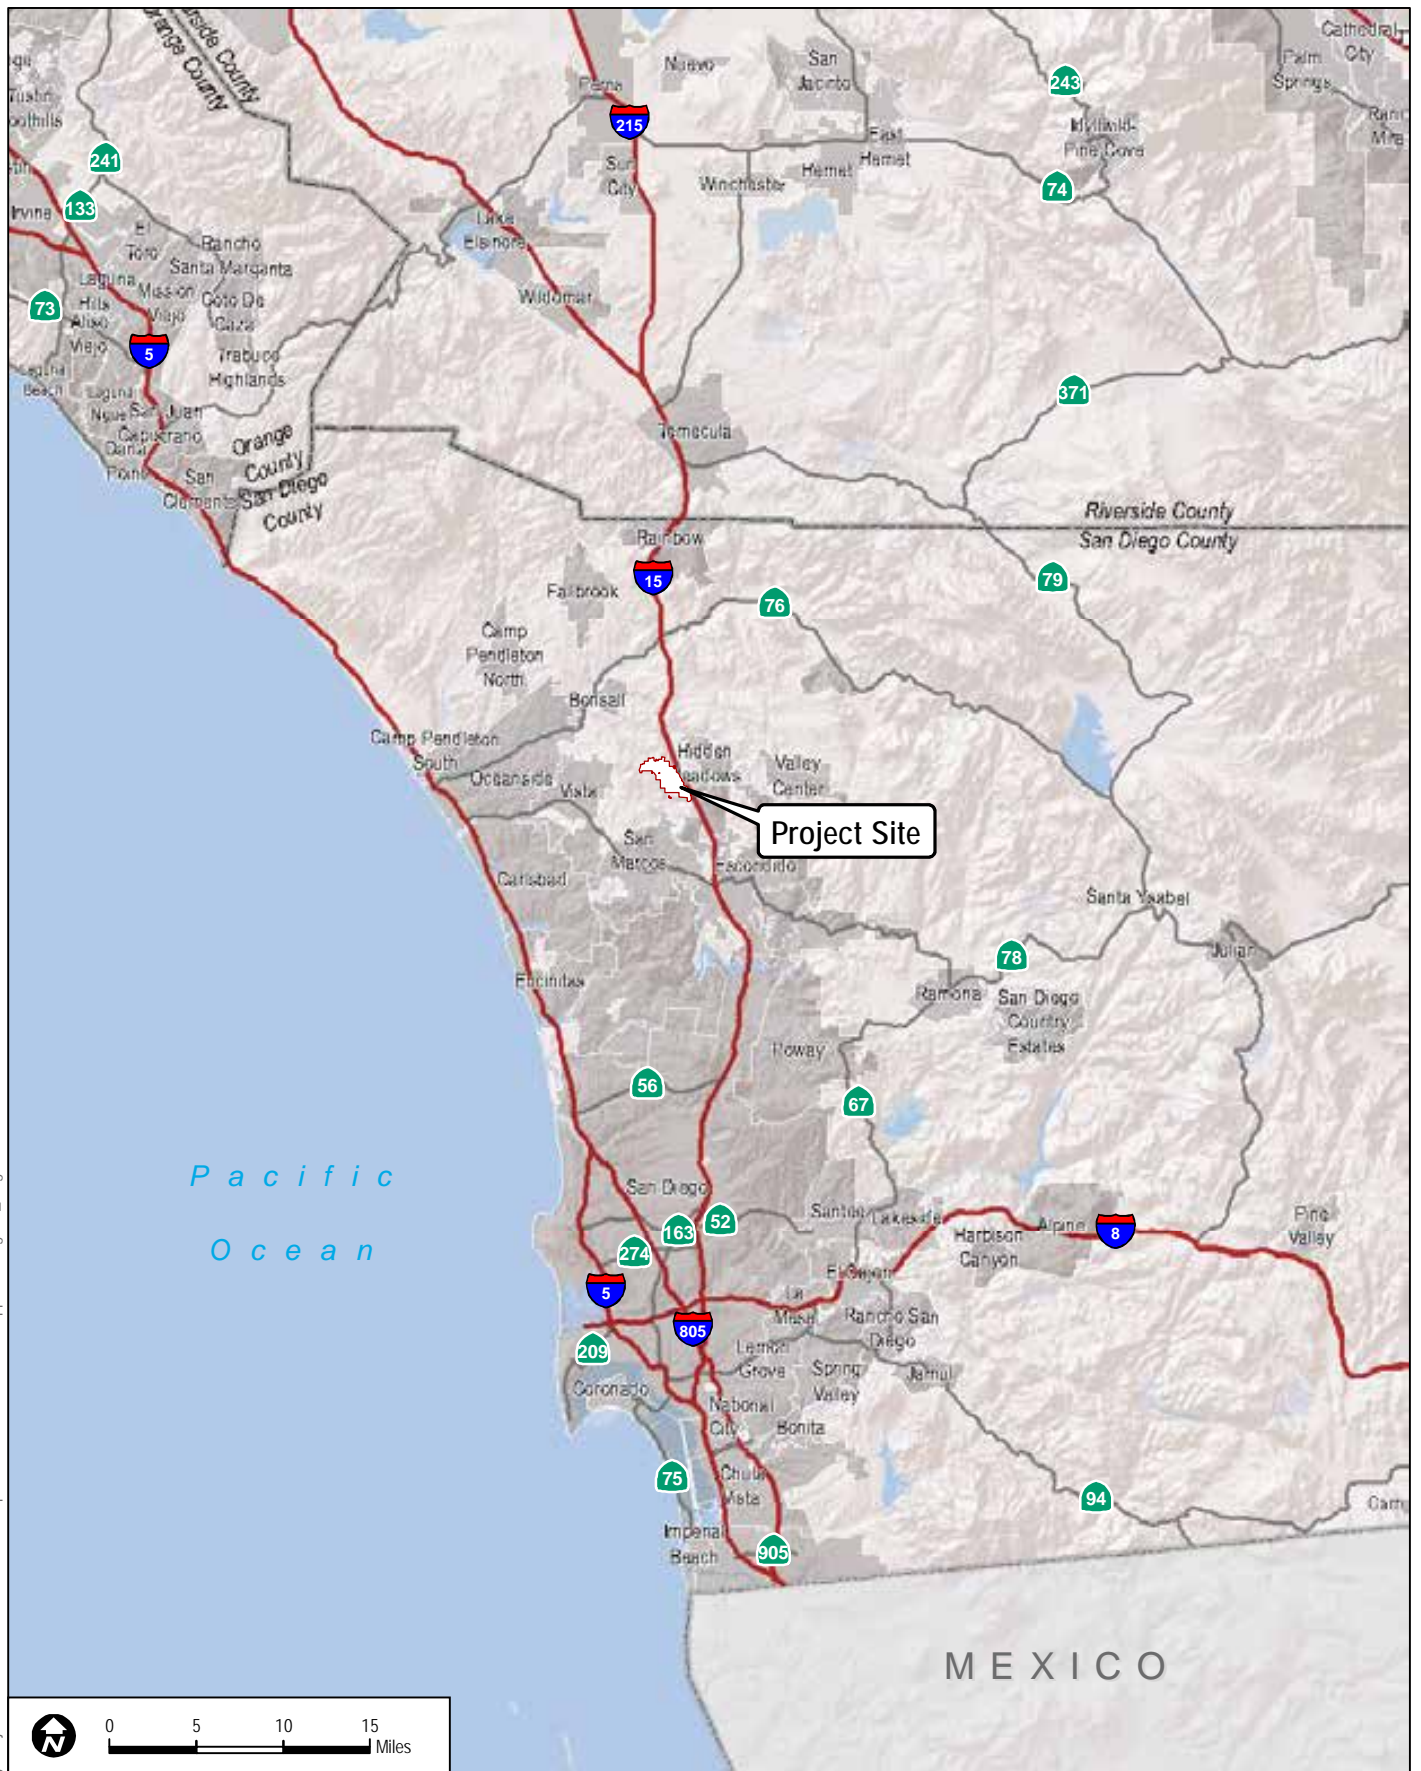 Riverside County
Orange County
Cathedral
City
Palm
Springs
Nuevo
San
Jacinto
Perris
243
215
Idyllwild-
Pine Cove
East
Hemet
Hemet
Winchester
Sun
City
74
241
133
Irvine
El
Toro
Rancho
Santa Margarita
Lake
Elsinore
Laguna
Hills
Mission
Viejo
Coto De
Caza
Wildomar
73
Aliso
Viejo
5
Trabuco
Highlands
Laguna
Beach
371
San Juan
Capistrano
Dana
Point
Orange
County
San Diego
County
Temecula
San
Clemente
Riverside County
San Diego County
Rainbow
15
79
Fallbrook
76
Camp
Pendleton
North
Bonsall
Camp Pendleton
South
Hidden
Meadows
Oceanside
Vista
Valley
Center
Project Site
San
Marcos
Escondido
Carlsbad
Santa Ysabel
Julian
78
Encinitas
Ramona
San Diego
Country
Estates
Poway
56
67
Pacific
Ocean
San Diego
52
163
274
Santee
Lakeside
Harbison
Canyon
Alpine
8
Pine
Valley
El Cajon
5
La
Mesa
Rancho San
Diego
805
209
Lemon
Grove
Spring
Valley
Jamul
Coronado
National
City
Bonita
75
Chula
Vista
94
Imperial
Beach
905
MEXICO
N
0 5 10 15
Miles